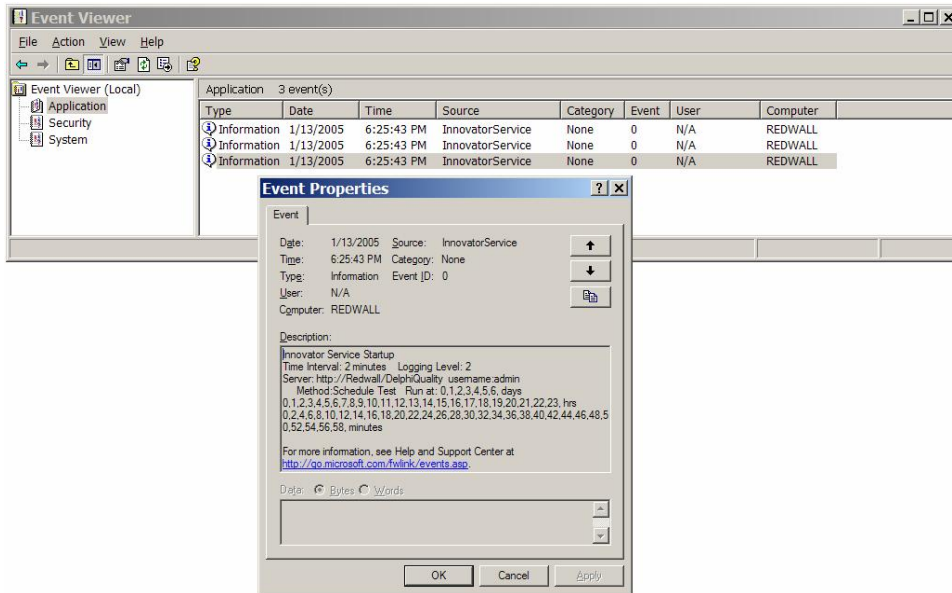 Event Viewer
File Action View Help
Event Viewer (Local)
Application
Security
System
Application 3 event(s)
Type Date Time Source Category Event User Computer
Information 1/13/2005 6:25:43 PM InnovatorService None 0 N/A REDWALL
Information 1/13/2005 6:25:43 PM InnovatorService None 0 N/A REDWALL
Information 1/13/2005 6:25:43 PM InnovatorService None 0 N/A REDWALL
Event Properties
Event
Date: 1/13/2005 Source: InnovatorService
Time: 6:25:43 PM Category: None
Type: Information Event ID: 0
User: N/A
Computer: REDWALL
Description:
Innovator Service Startup
Time Interval: 2 minutes Logging Level: 2
Server: http://Redwall/DelphiQuality username:admin
Method:Schedule Test Run at: 0,1,2,3,4,5,6, days
0,1,2,3,4,5,6,7,8,9,10,11,12,13,14,15,16,17,18,19,20,21,22,23, hrs
0,2,4,6,8,10,12,14,16,18,20,22,24,26,28,30,32,34,36,38,40,42,44,46,48,5
0,52,54,56,58, minutes
For more information, see Help and Support Center at
http://go.microsoft.com/fwlink/events.asp.
Data: Bytes Words
OK Cancel Apply